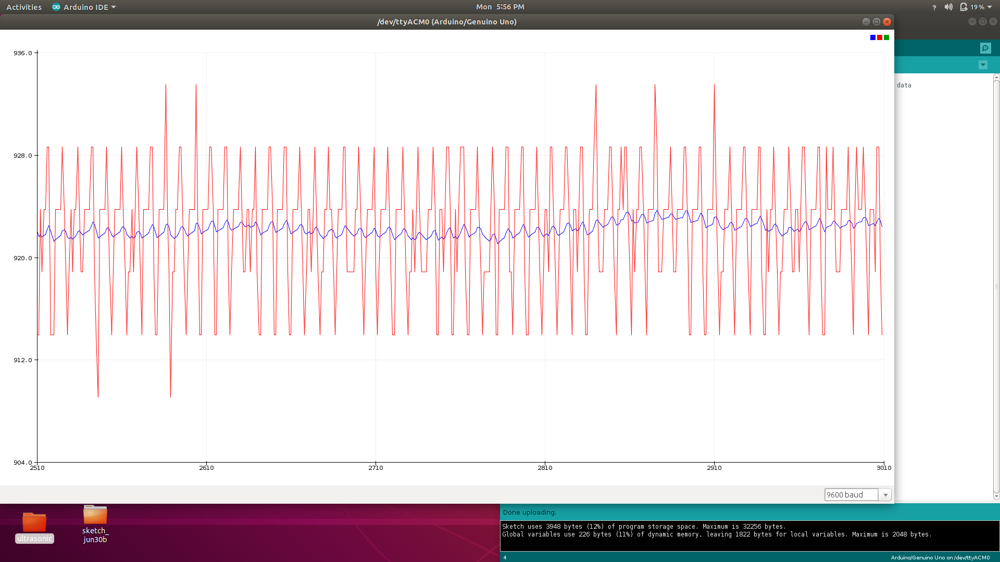 Activities Arduino IDE Mon 5:56 PM ? 19 %
/dev/ttyACM0 (Arduino/Genuino Uno)
936.0
928.0
920.0
912.0
904.0
2510 2610 2710 2810 2910 3010
data
9600 baud
Done uploading.
Sketch uses 3948 bytes (12%) of program storage space. Maximum is 32256 bytes.
Global variables use 226 bytes (11%) of dynamic memory, leaving 1822 bytes for local variables. Maximum is 2048 bytes.
4 Arduino/Genuino Uno on /dev/ttyACM0
ultrasonic
sketch_
jun30b